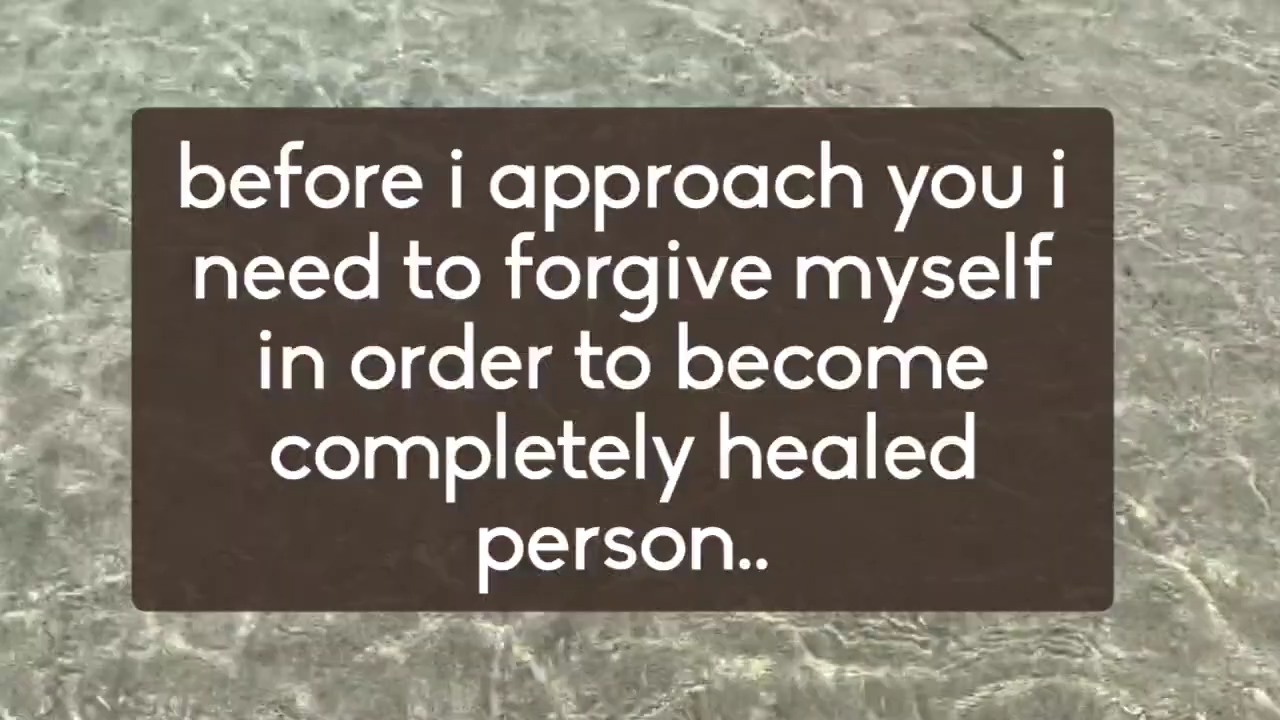 before i approach you i
need to forgive myself
in order to become
completely healed
person..